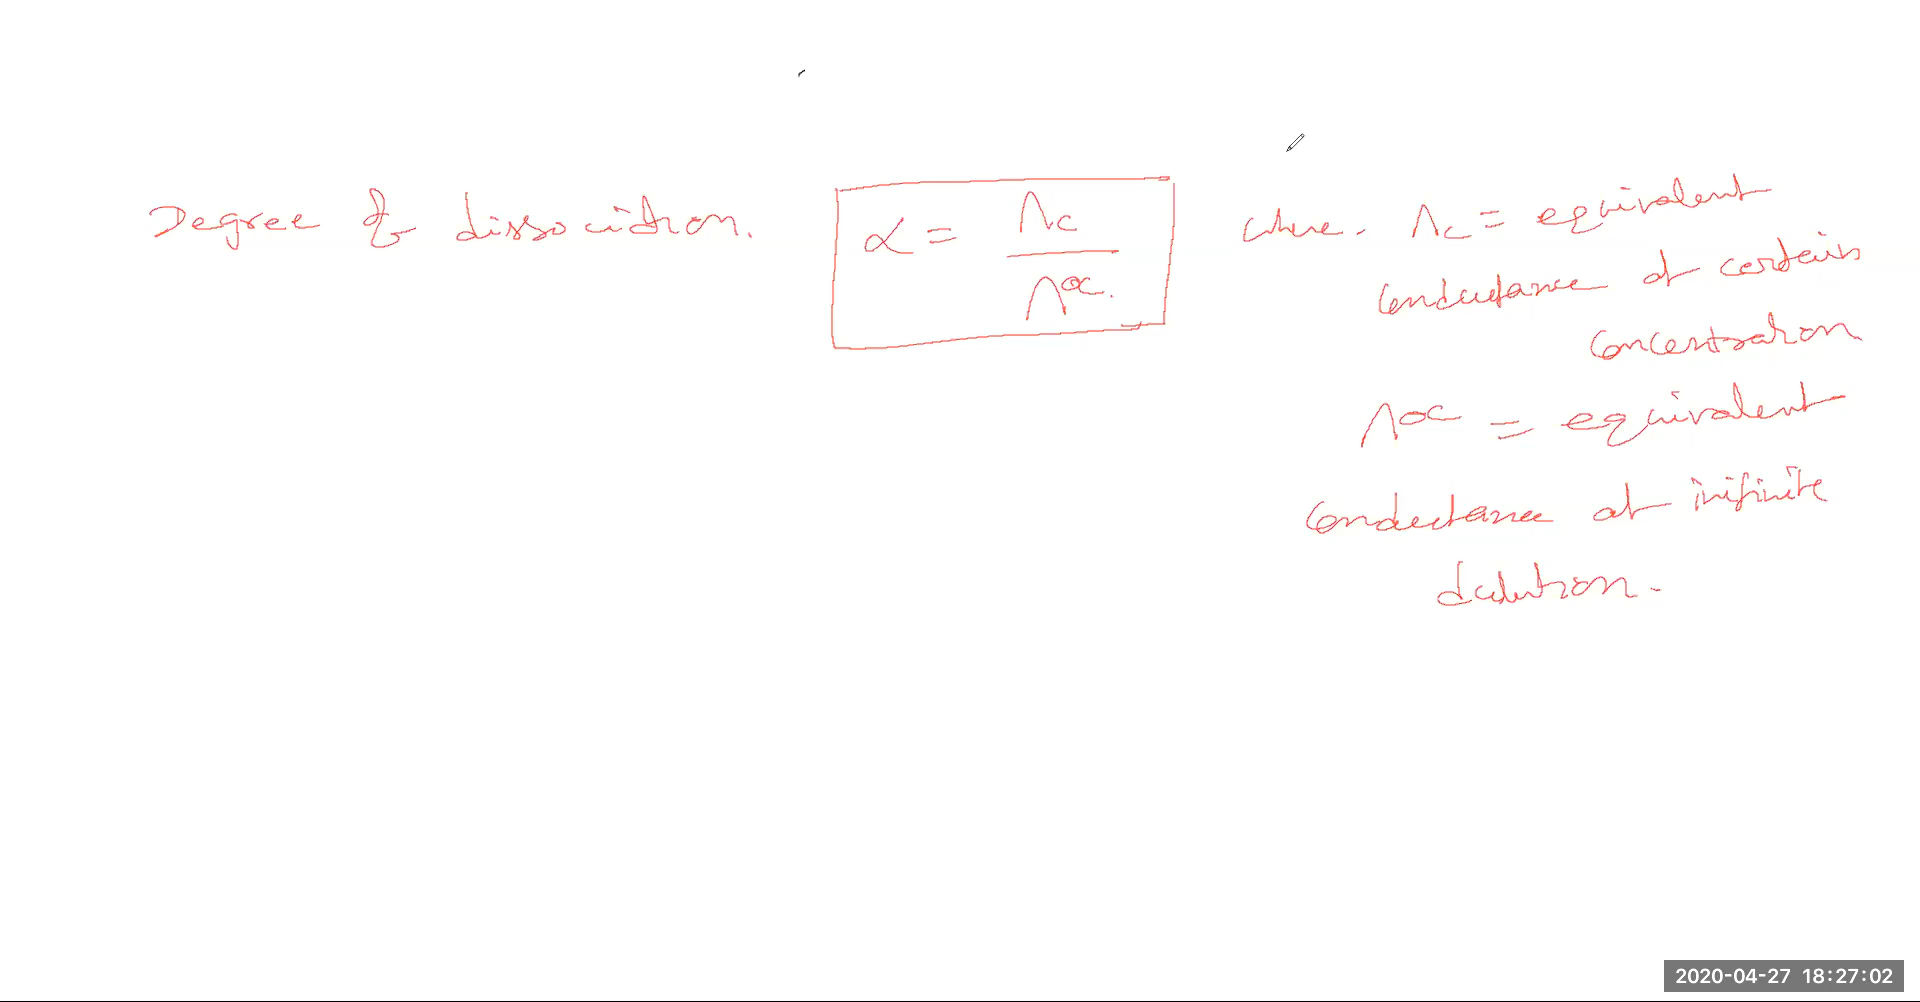 Degree of dissociation. α = Λc / Λ∝. where. Λc = equivalent
conductance at certain
concentration
Λ∝ = equivalent
conductance at infinite
dilution.
2020-04-27 18:27:02